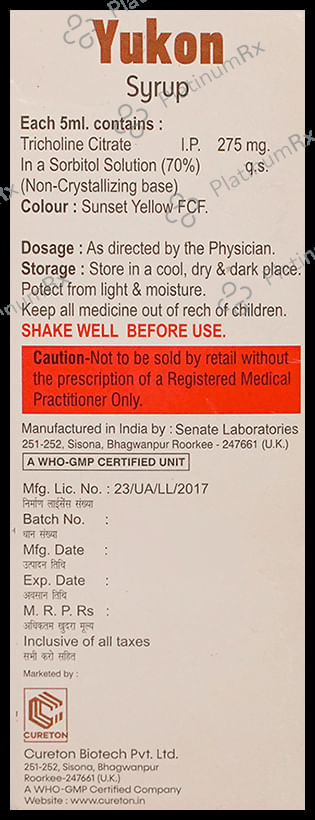 Yukon
Syrup
Each 5ml. contains :
Tricholine Citrate I.P. 275 mg.
In a Sorbitol Solution (70%) q.s.
(Non-Crystallizing base)
Colour : Sunset Yellow FCF.
Dosage : As directed by the Physician.
Storage : Store in a cool, dry & dark place.
Potect from light & moisture.
Keep all medicine out of rech of children.
SHAKE WELL BEFORE USE.
Caution-Not to be sold by retail without
the prescription of a Registered Medical
Practitioner Only.
Manufactured in India by : Senate Laboratories
251-252, Sisona, Bhagwanpur Roorkee - 247661 (U.K.)
A WHO-GMP CERTIFIED UNIT
Mfg. Lic. No. : 23/UA/LL/2017
निर्माण लाईसेंस संख्या
Batch No. :
धान संख्या
Mfg. Date :
उत्पादन तिथि
Exp. Date :
अवसान तिथि
M. R. P. Rs :
अधिकतम खुदरा मूल्य
Inclusive of all taxes
सभी करो सहित
Marketed by :
CURETON
Cureton Biotech Pvt. Ltd.
251-252, Sisona, Bhagwanpur
Roorkee-247661 (U.K.)
A WHO-GMP Certified Company
Website : www.cureton.in
PlatinumRx